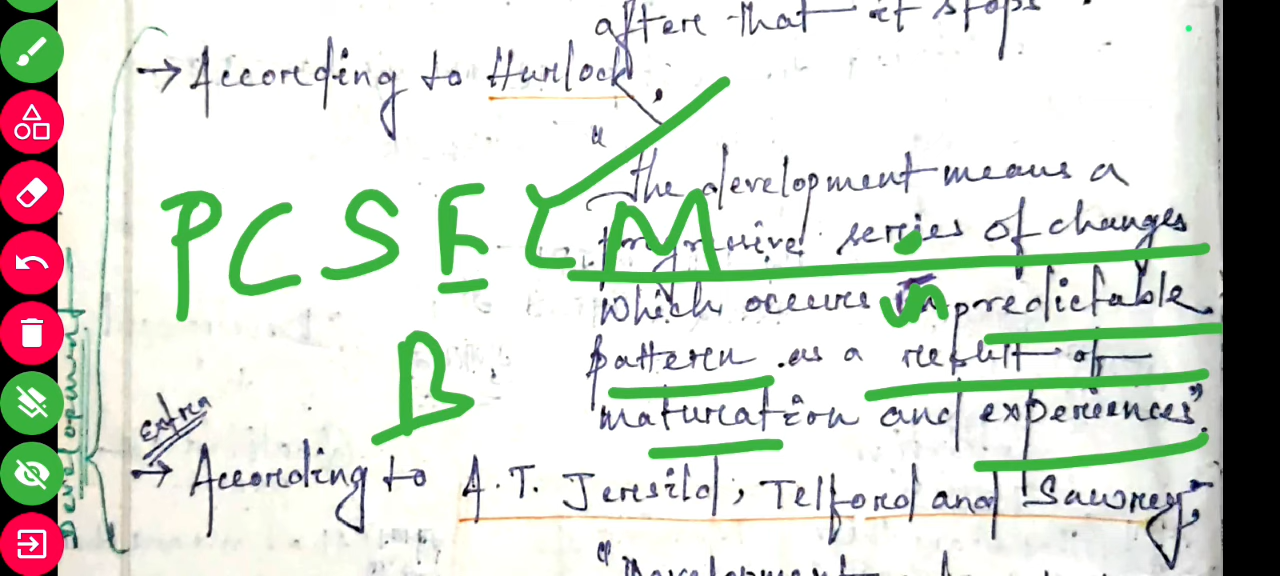 after that it stops
→ According to Hurlock,
"The development means a
progressive series of changes
which occurs in predictable
pattern as a result of
maturation and experiences".
PCSELM
B
Development
Extra
→ According to A.T. Jersild, Telford and Sawrey,
"Development